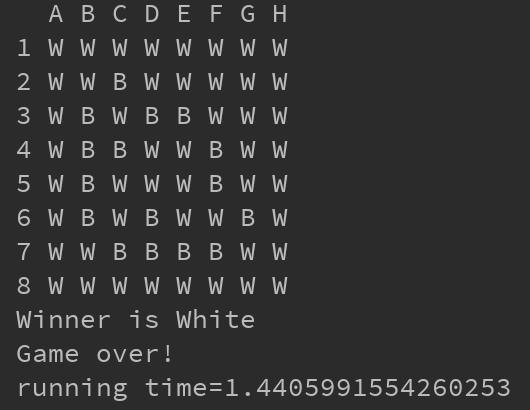 A B C D E F G H
1 W W W W W W W W
2 W W B W W W W W
3 W B W B B W W W
4 W B B W W B W W
5 W B W W W B W W
6 W B W B W W B W
7 W W B B B B W W
8 W W W W W W W W
Winner is White
Game over!
running time=1.4405991554260253